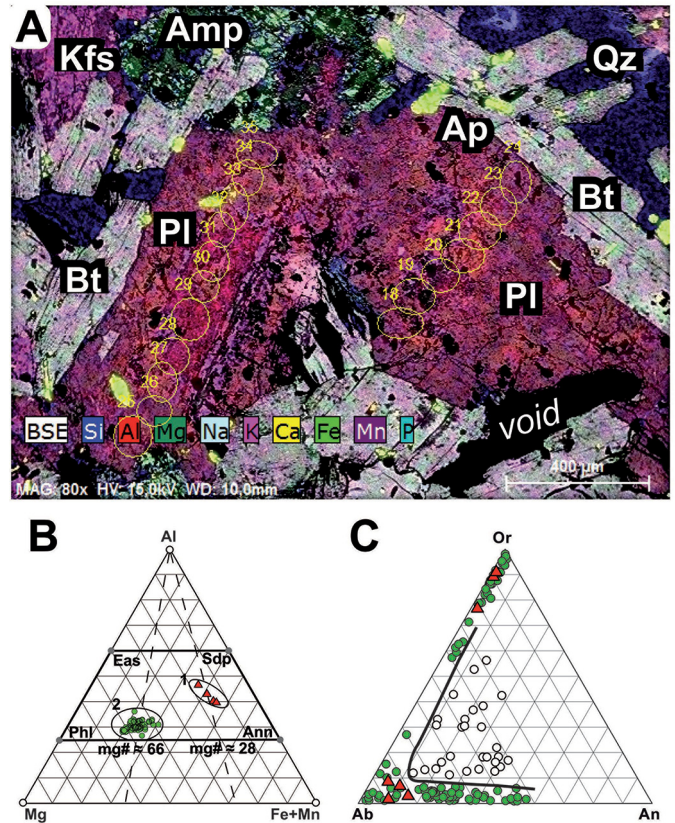 A
Amp
Kfs
Qz
Ap
35
34
33
32
31
30
29
28
27
26
25
24
23
22
21
20
19
18
Pl
Bt
Bt
Pl
void
BSE Si Al Mg Na K Ca Fe Mn P
MAG: 80x HV: 15,0kV WD: 10,0mm
400 µm
B
C
Al
Or
Eas Sdp
1
2
Phl Ann
mg# ≈ 66 mg# ≈ 28
Mg Fe+Mn
Ab An